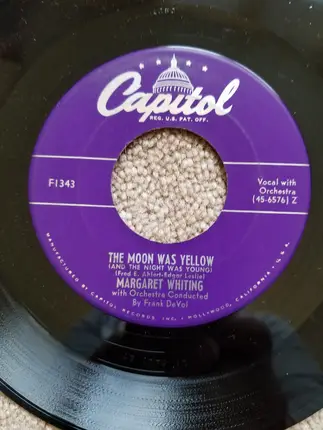 Capitol
REG. U.S. PAT. OFF.
F1343
Vocal with
Orchestra
(45-6576) Z
THE MOON WAS YELLOW
(AND THE NIGHT WAS YOUNG)
(Fred E. Ahlert-Edgar Leslie)
MARGARET WHITING
with Orchestra Conducted
By Frank DeVol
MANUFACTURED BY CAPITOL RECORDS, INC. / HOLLYWOOD, CALIFORNIA, U.S.A.